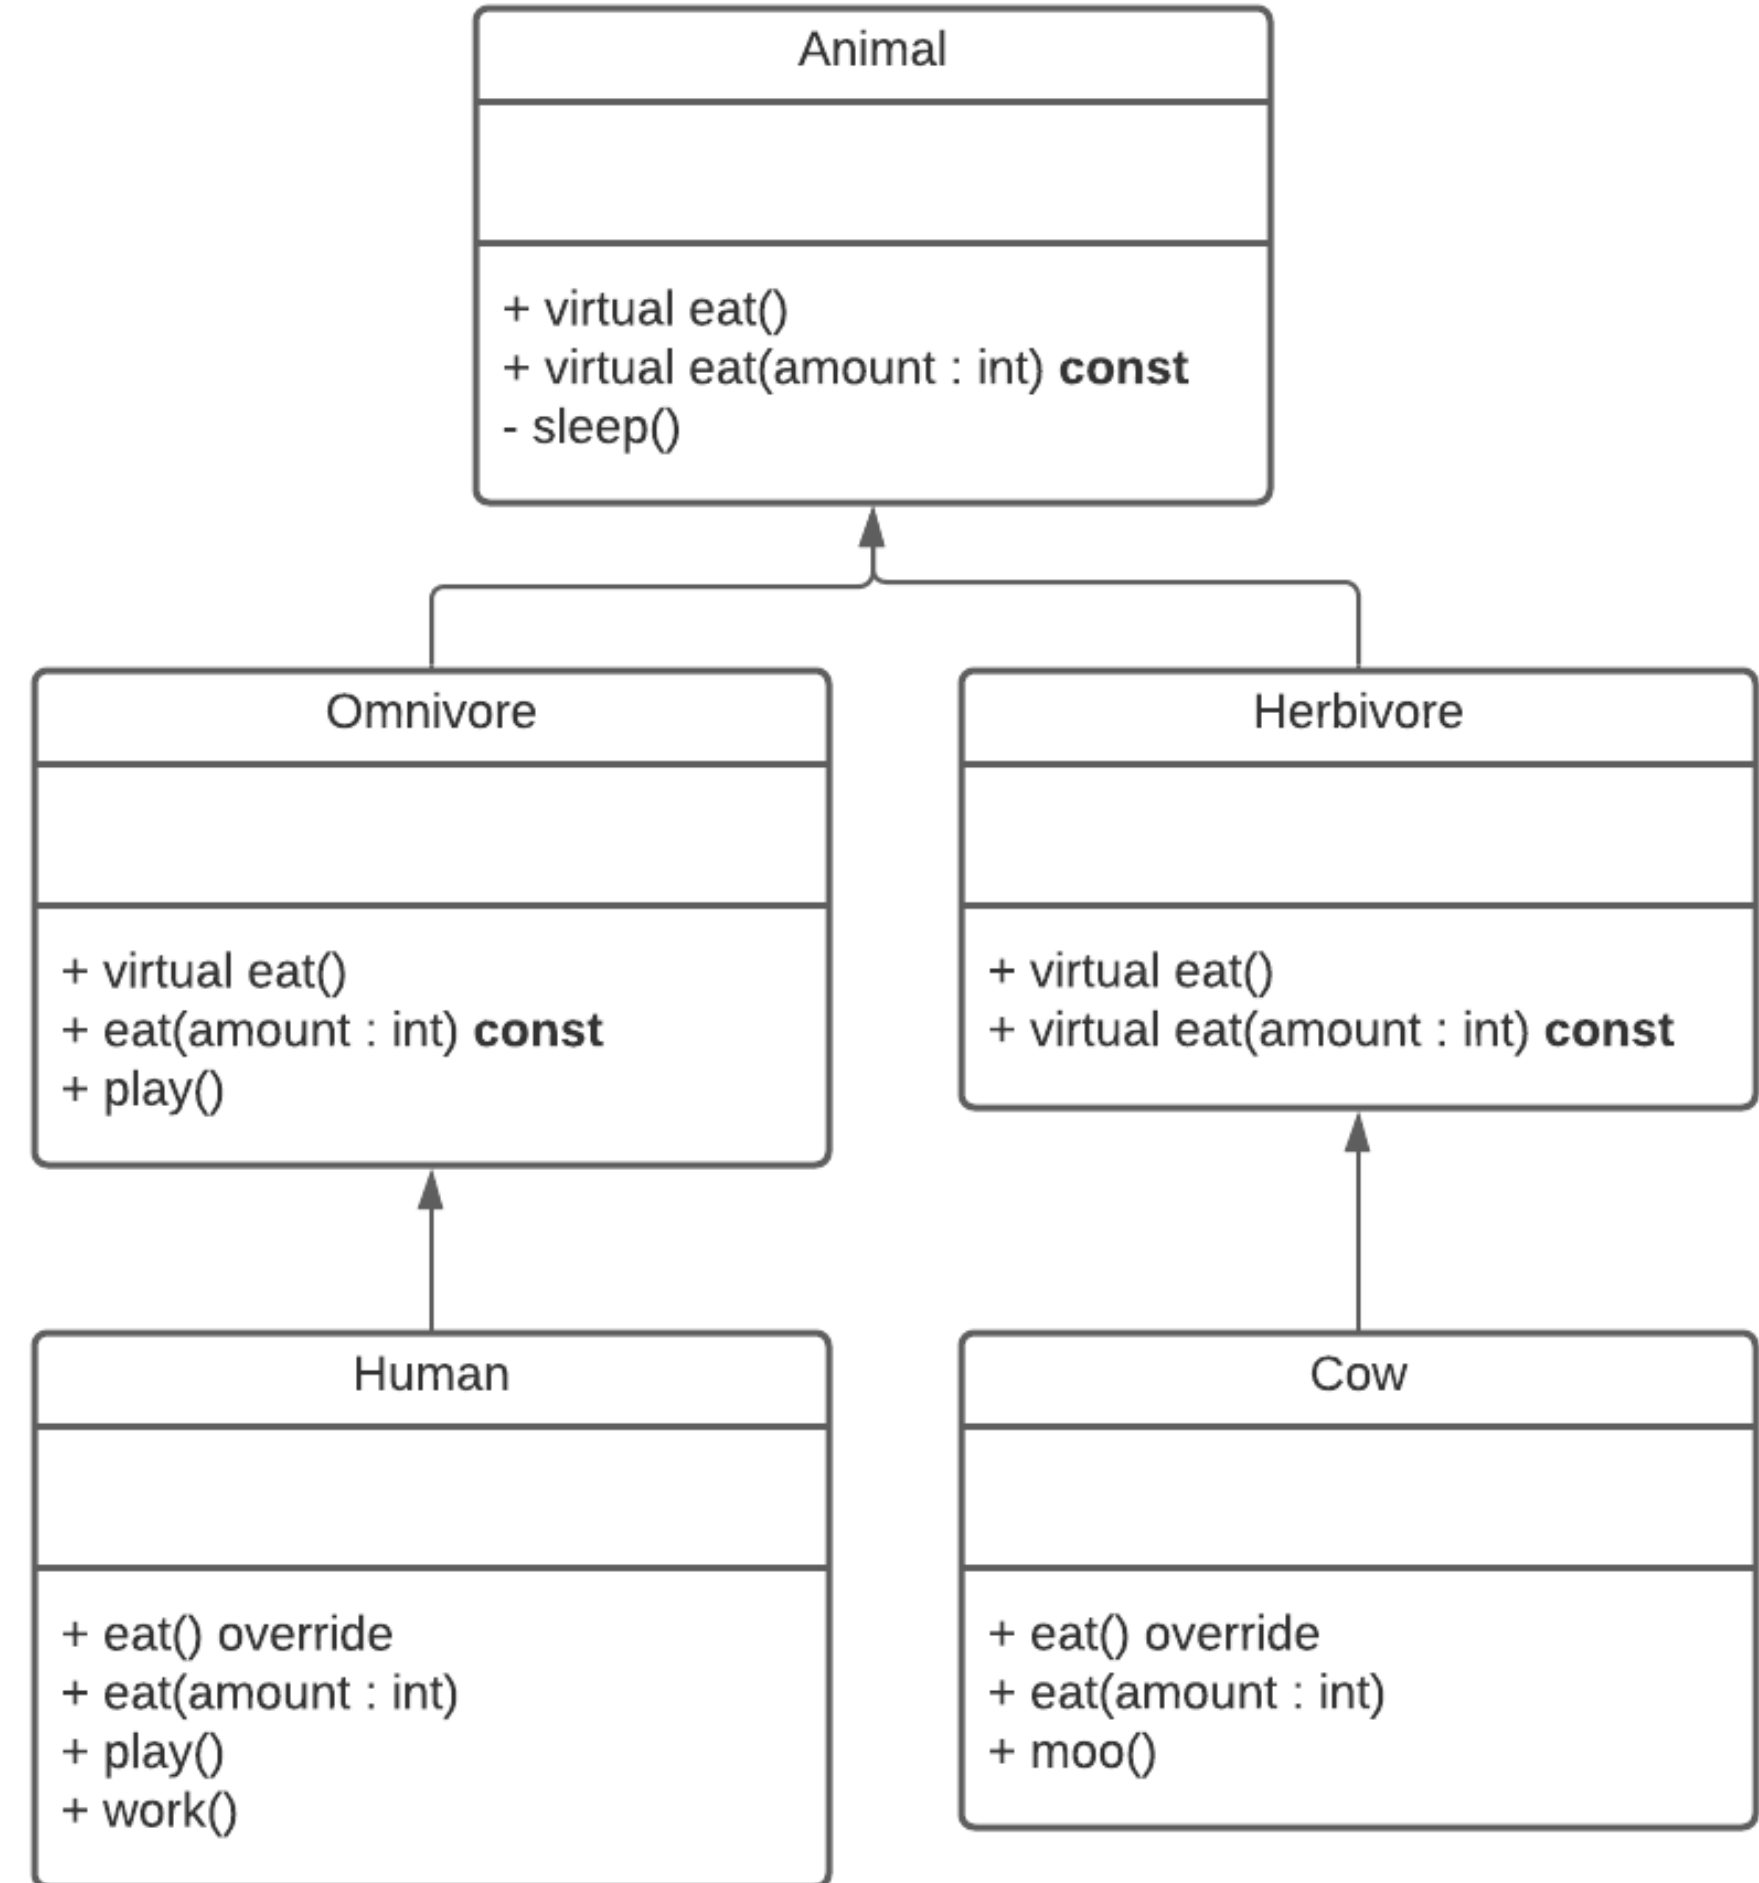 Animal
+ virtual eat()
+ virtual eat(amount : int) const
- sleep()
Omnivore
+ virtual eat()
+ eat(amount : int) const
+ play()
Herbivore
+ virtual eat()
+ virtual eat(amount : int) const
Human
+ eat() override
+ eat(amount : int)
+ play()
+ work()
Cow
+ eat() override
+ eat(amount : int)
+ moo()